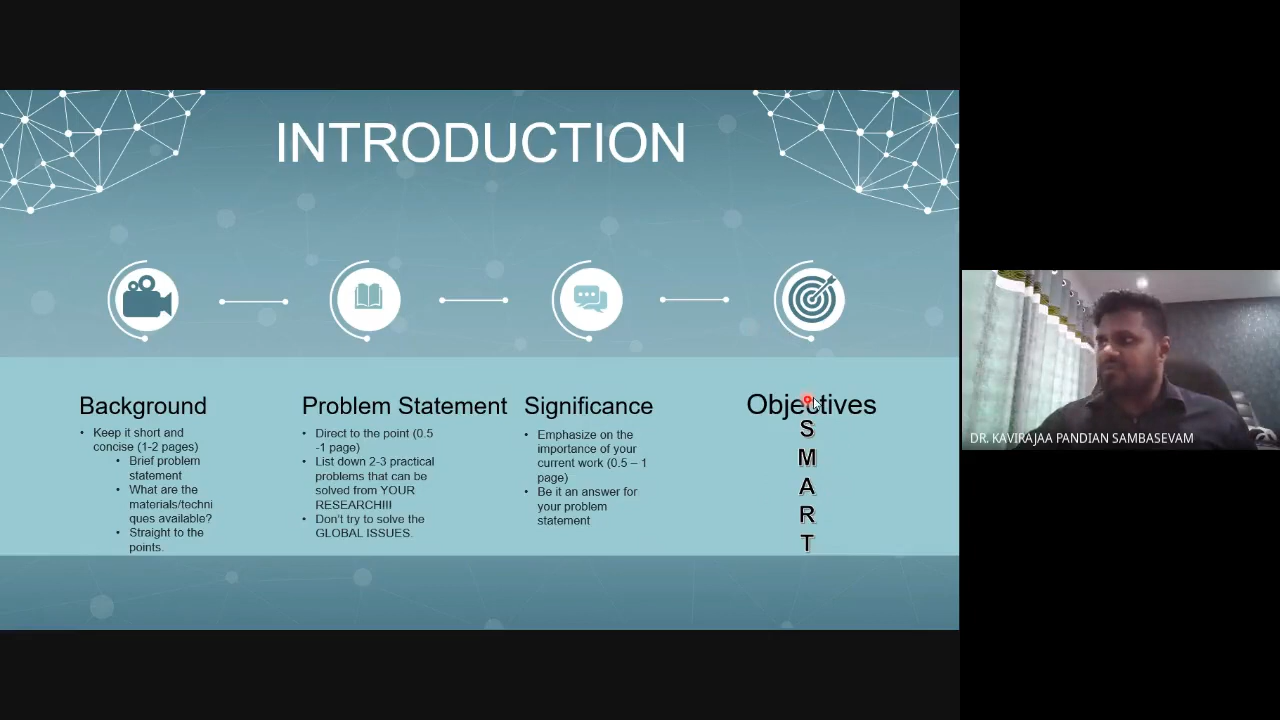 INTRODUCTION
Background
• Keep it short and
concise (1-2 pages)
• Brief problem
statement
• What are the
materials/techni
ques available?
• Straight to the
points.
Problem Statement
• Direct to the point (0.5
-1 page)
• List down 2-3 practical
problems that can be
solved from YOUR
RESEARCH!!!
• Don't try to solve the
GLOBAL ISSUES.
Significance
• Emphasize on the
importance of your
current work (0.5 – 1
page)
• Be it an answer for
your problem
statement
Objectives
S
M
A
R
T
DR. KAVIRAJAA PANDIAN SAMBASEVAM